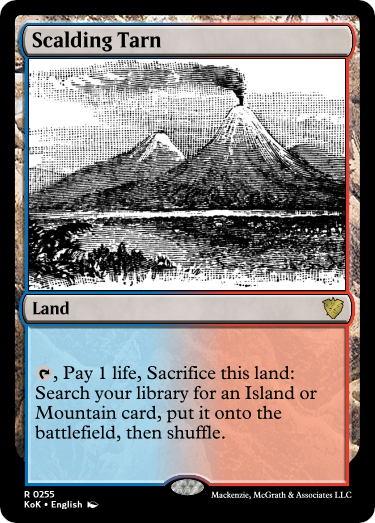 Scalding Tarn
Land
, Pay 1 life, Sacrifice this land:
Search your library for an Island or
Mountain card, put it onto the
battlefield, then shuffle.
R 0255
KoK • English
Mackenzie, McGrath & Associates LLC